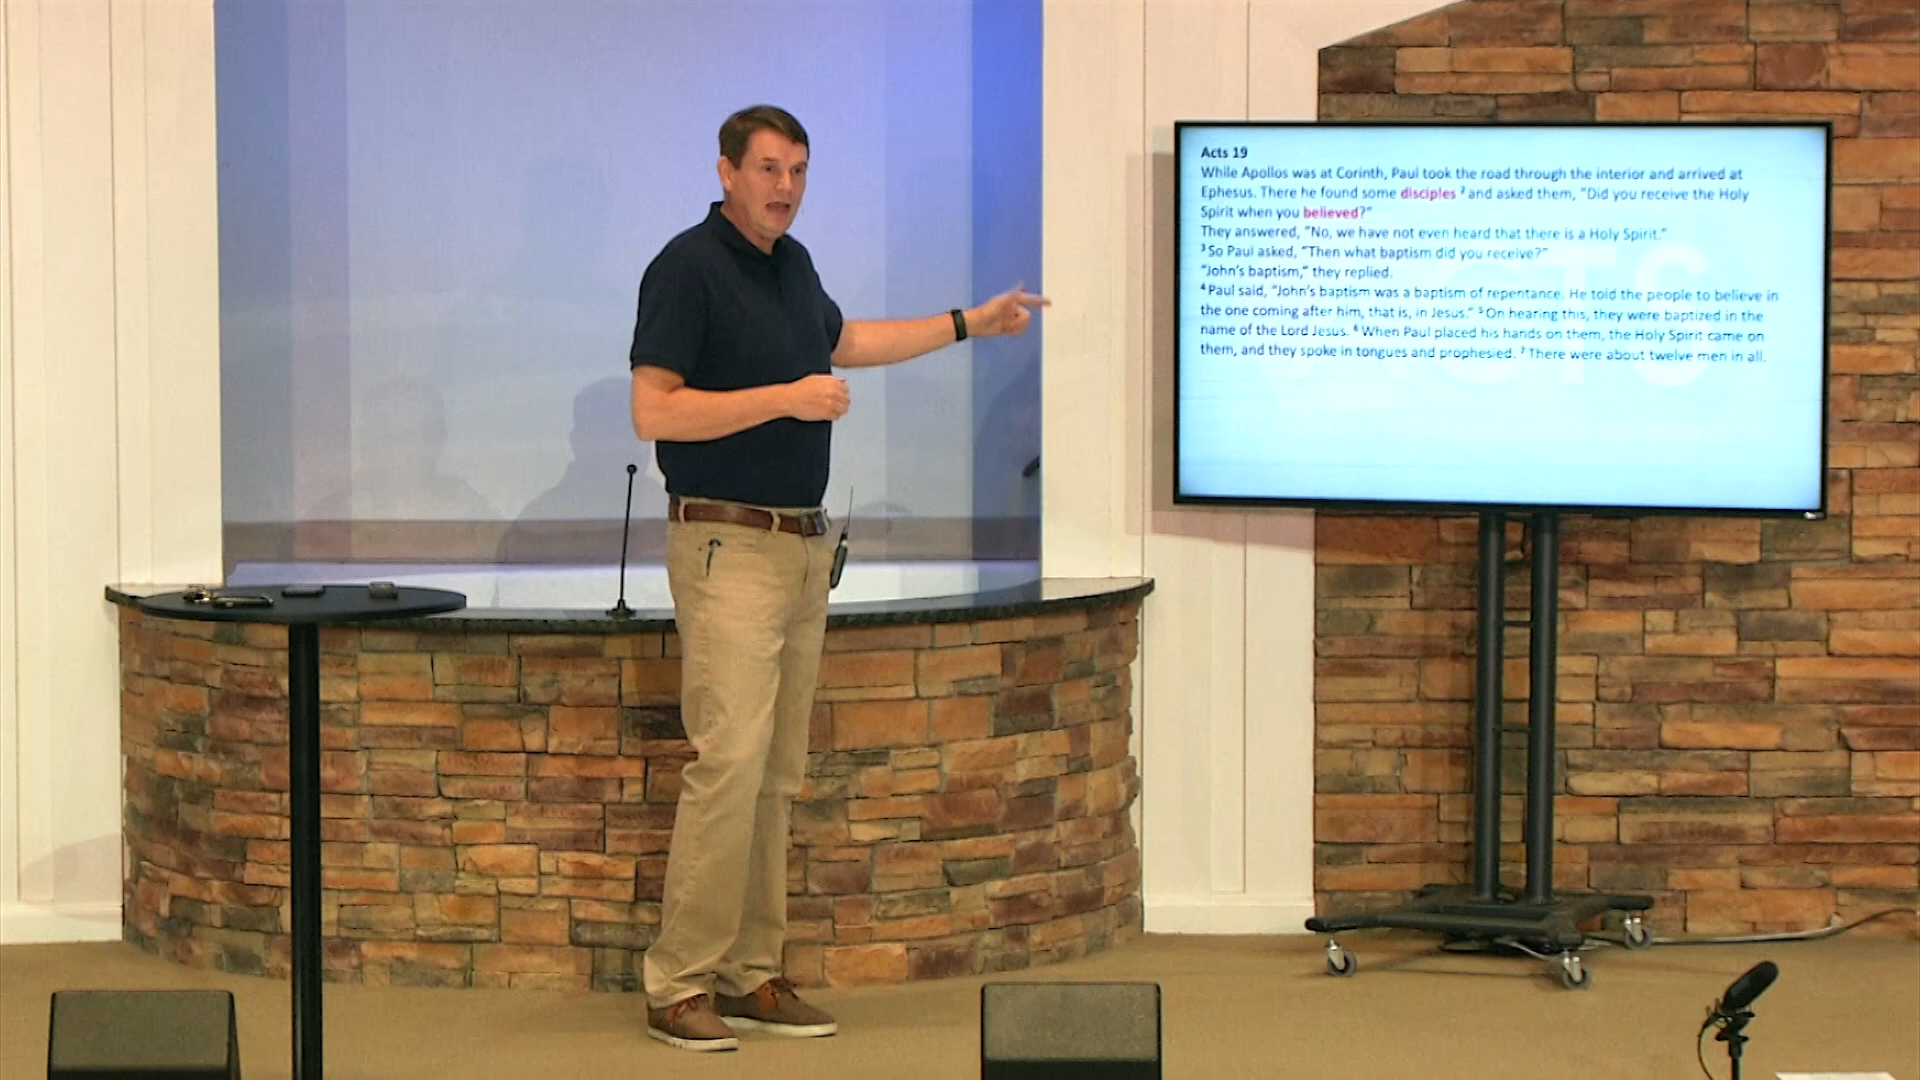 Acts 19
While Apollos was at Corinth, Paul took the road through the interior and arrived at
Ephesus. There he found some disciples ² and asked them, “Did you receive the Holy
Spirit when you believed?”
They answered, “No, we have not even heard that there is a Holy Spirit.”
³ So Paul asked, “Then what baptism did you receive?”
“John’s baptism,” they replied.
⁴ Paul said, “John’s baptism was a baptism of repentance. He told the people to believe in
the one coming after him, that is, in Jesus.” ⁵ On hearing this, they were baptized in the
name of the Lord Jesus. ⁶ When Paul placed his hands on them, the Holy Spirit came on
them, and they spoke in tongues and prophesied. ⁷ There were about twelve men in all.
ACTS